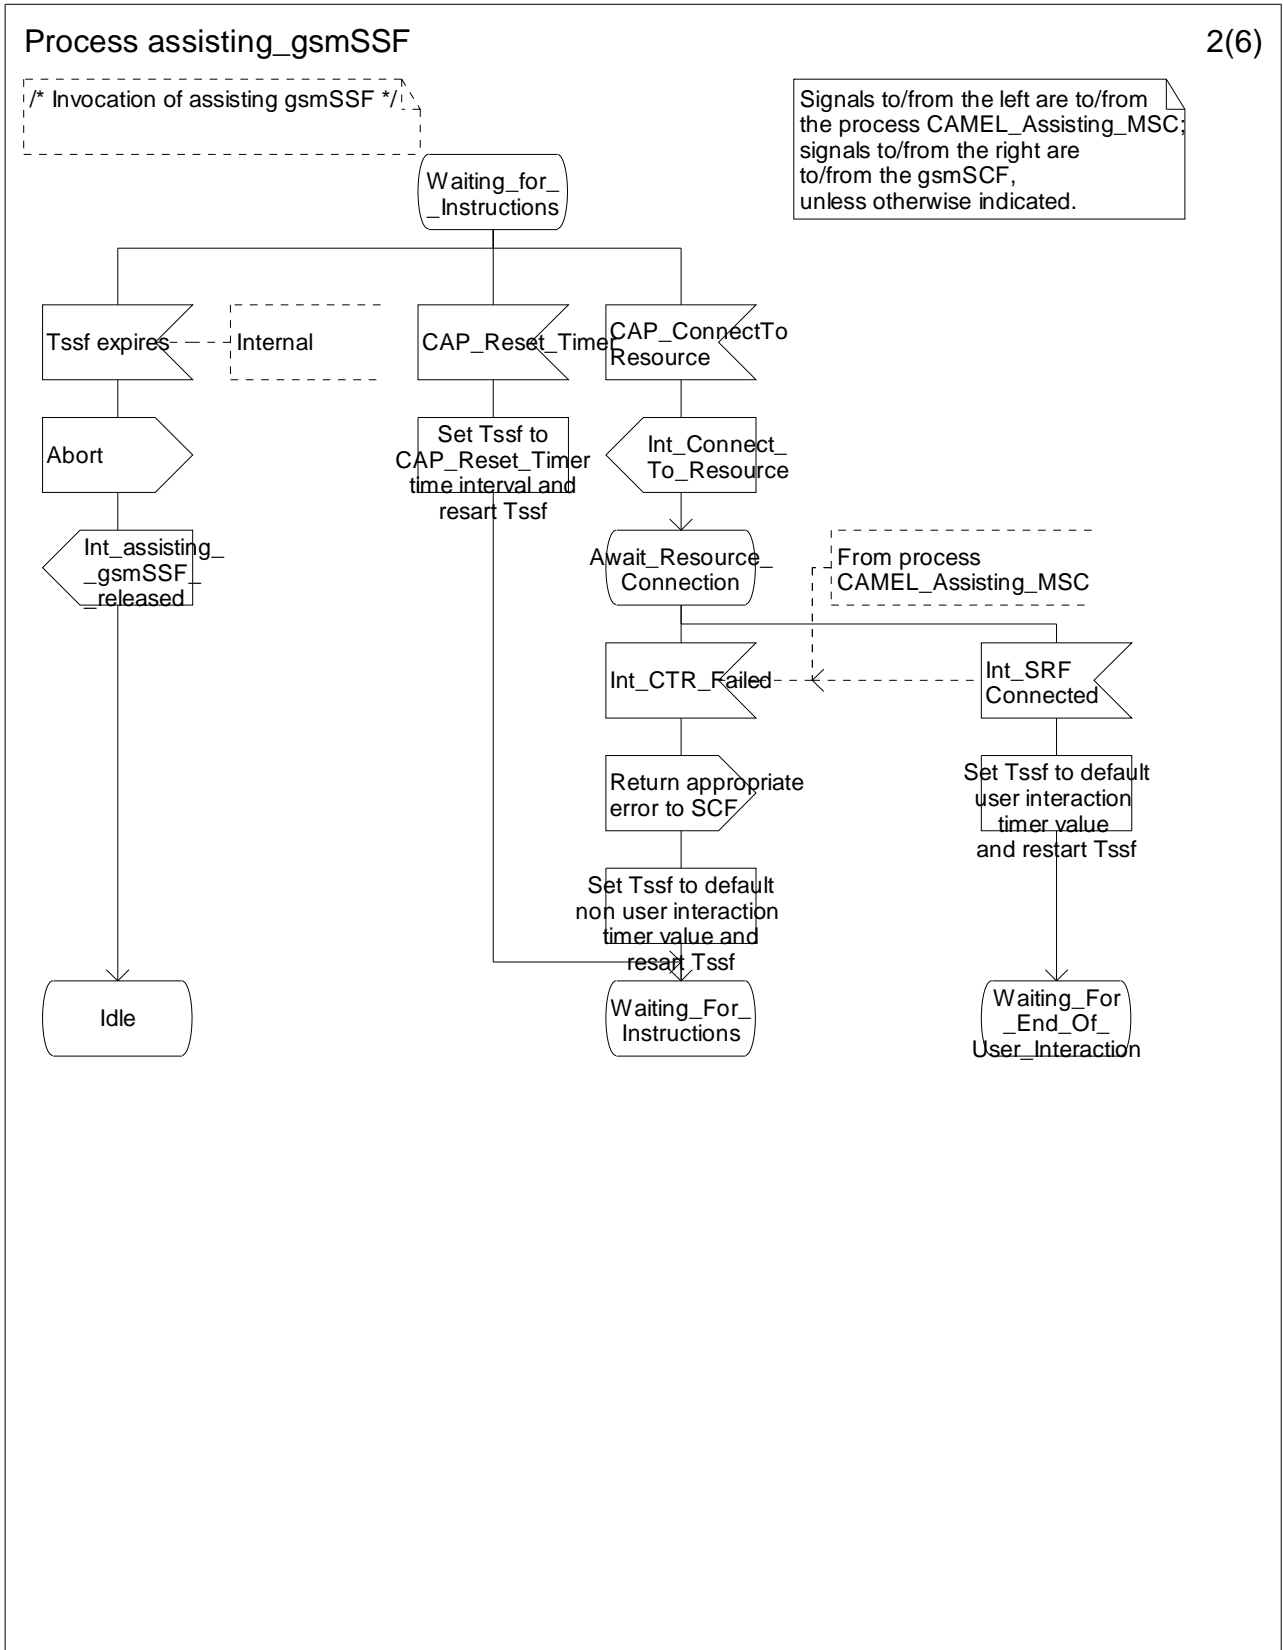 Process assisting_gsmSSF
2(6)
/* Invocation of assisting gsmSSF */
Signals to/from the left are to/from
the process CAMEL_Assisting_MSC;
signals to/from the right are
to/from the gsmSCF,
unless otherwise indicated.
Waiting_for_
_Instructions
Tssf expires
Internal
CAP_Reset_Timer
CAP_ConnectTo
Resource
Abort
Set Tssf to
CAP_Reset_Timer
time interval and
resart Tssf
Int_Connect_
To_Resource
Int_assisting_
_gsmSSF_
_released
Await_Resource_
Connection
From process
CAMEL_Assisting_MSC
Int_CTR_Failed
Int_SRF
Connected
Return appropriate
error to SCF
Set Tssf to default
user interaction
timer value
and restart Tssf
Set Tssf to default
non user interaction
timer value and
resart Tssf
Idle
Waiting_For_
Instructions
Waiting_For
_End_Of_
User_Interaction